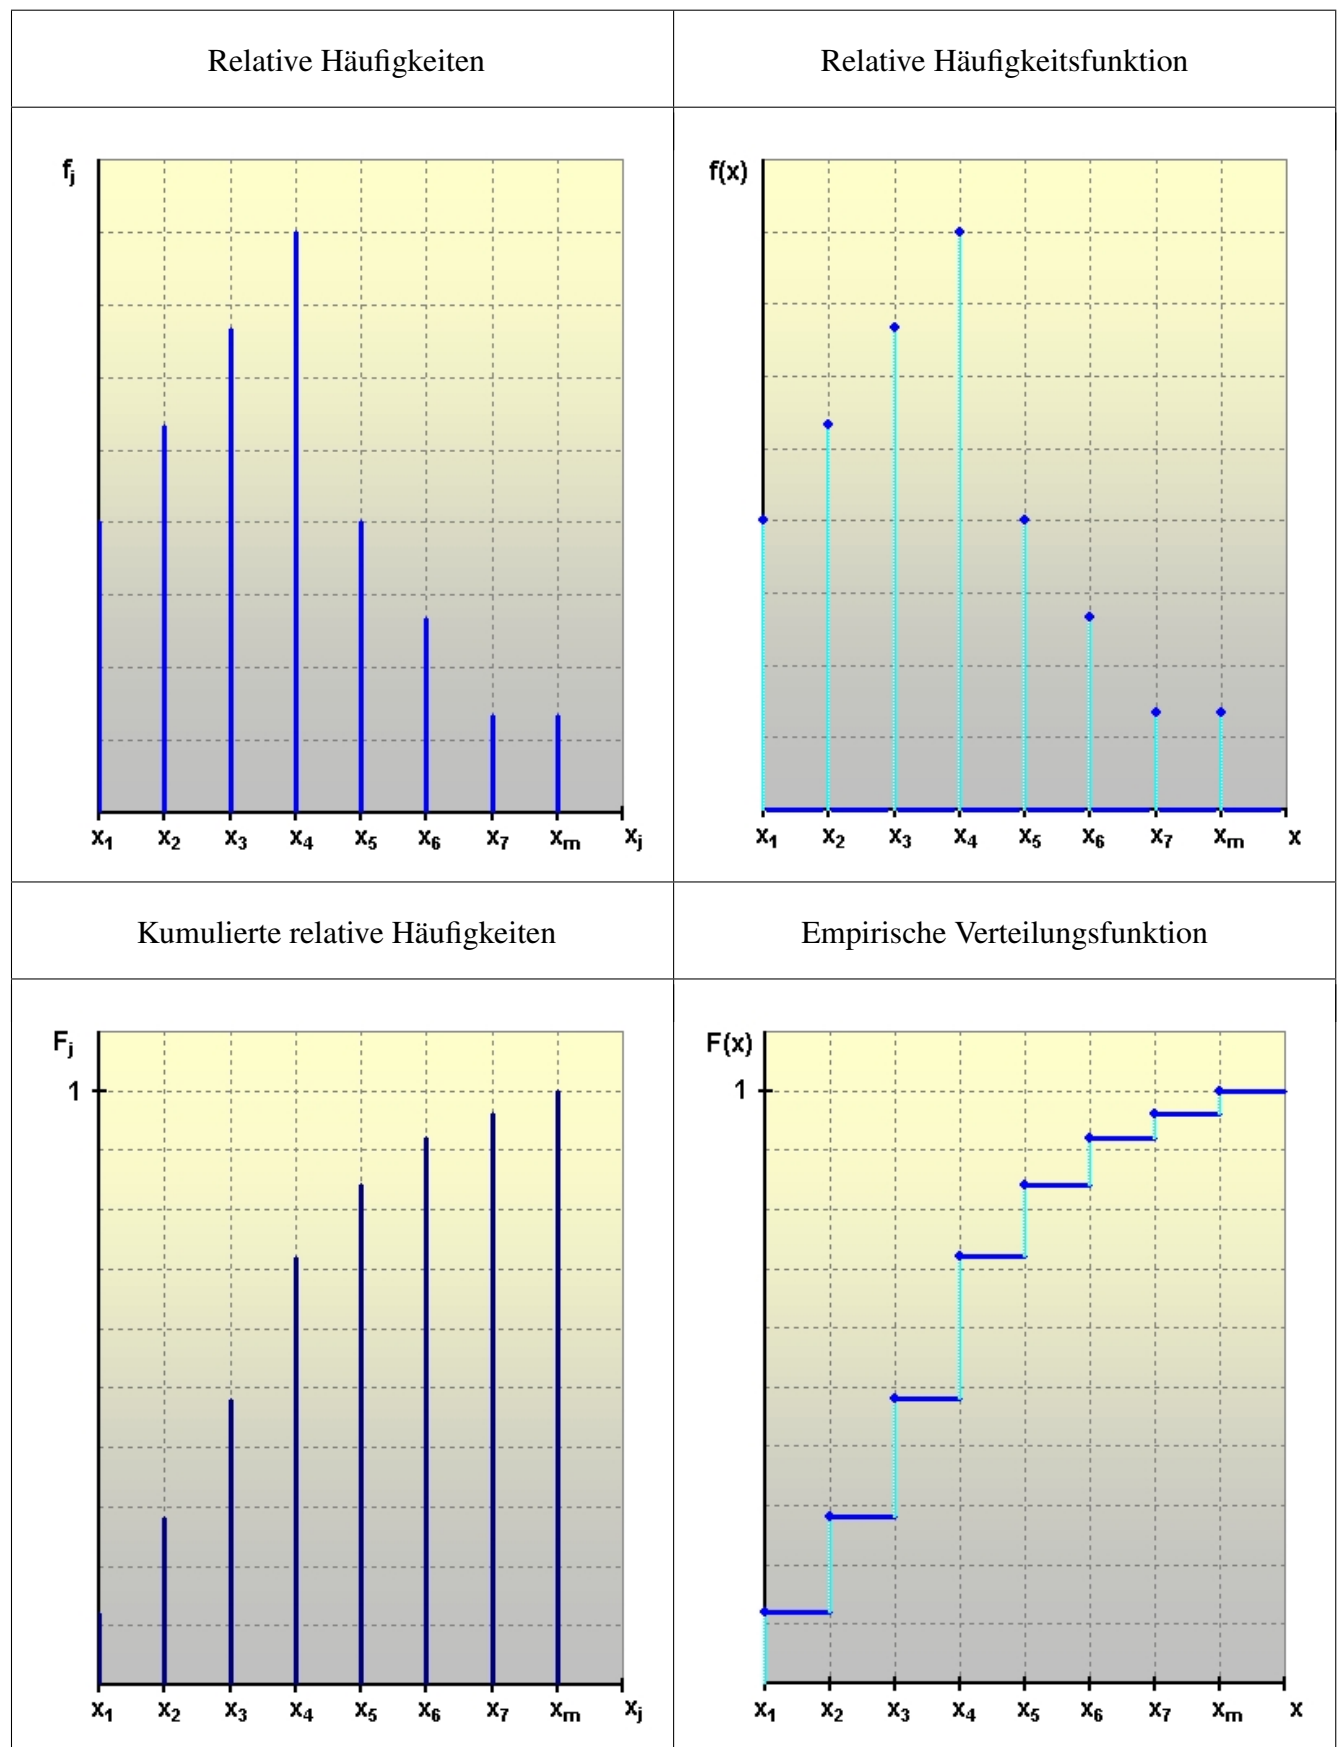 Relative Häufigkeiten
Relative Häufigkeitsfunktion
fj
x1 x2 x3 x4 x5 x6 x7 xm xj
f(x)
x1 x2 x3 x4 x5 x6 x7 xm x
Kumulierte relative Häufigkeiten
Empirische Verteilungsfunktion
Fj
1
x1 x2 x3 x4 x5 x6 x7 xm xj
F(x)
1
x1 x2 x3 x4 x5 x6 x7 xm x